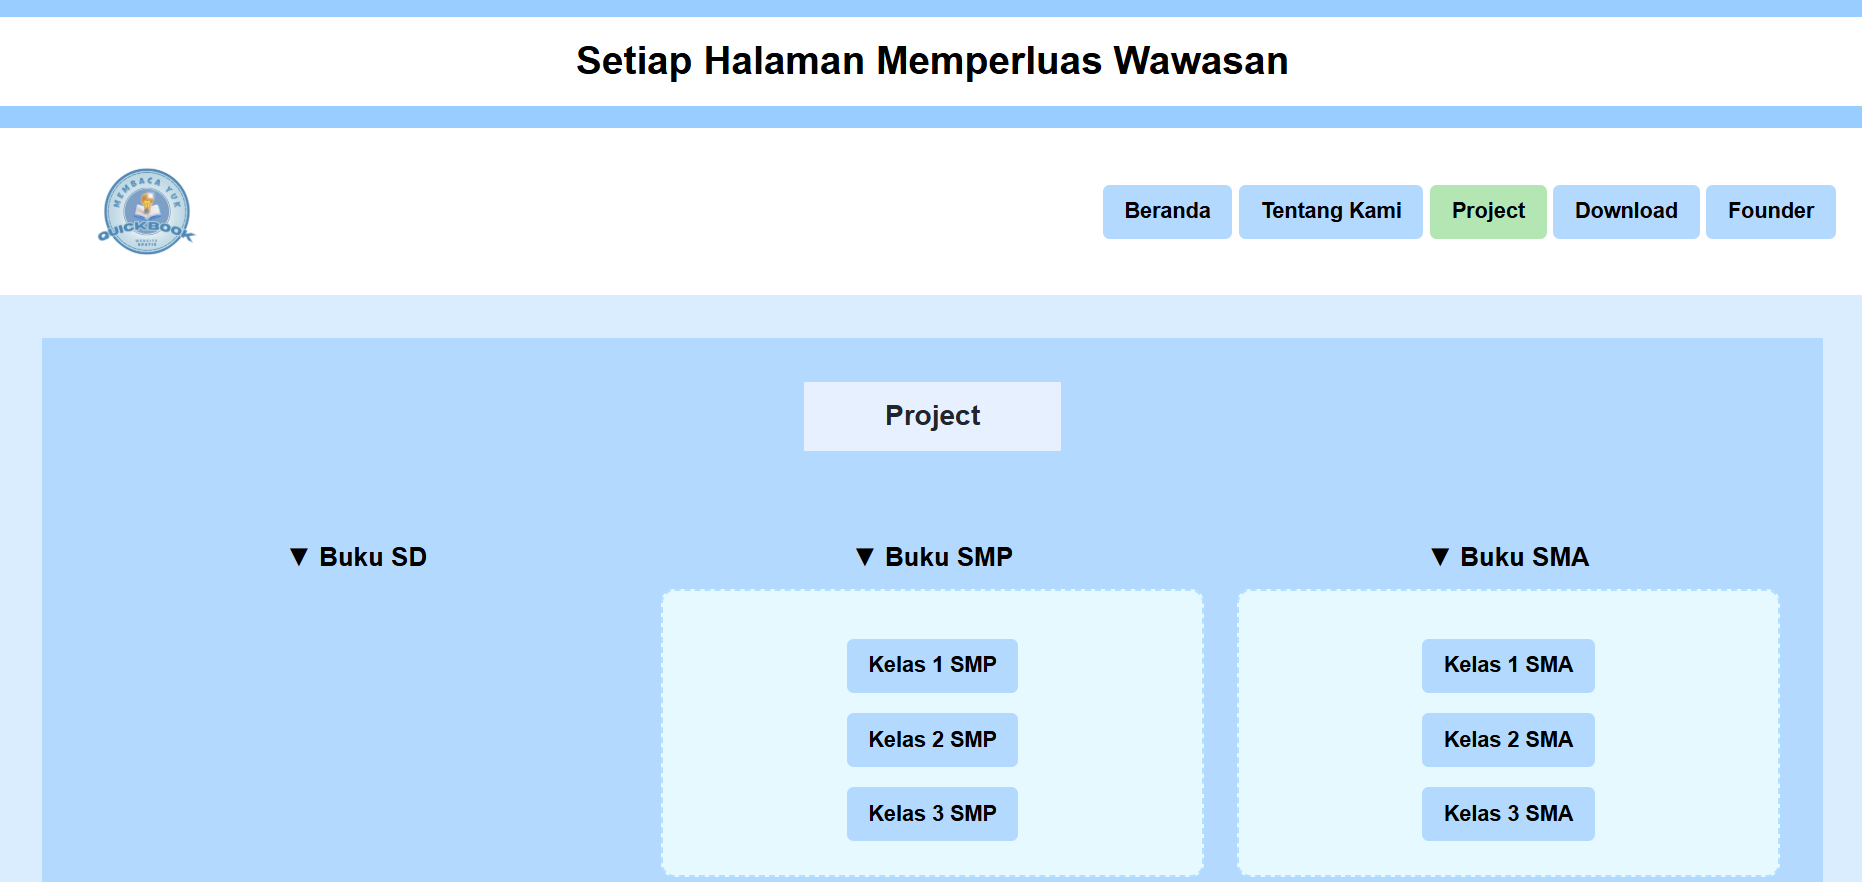 Setiap Halaman Memperluas Wawasan
MEMBACA YUK
QUICKBOOK
WEBSITE
GRATIS
Beranda
Tentang Kami
Project
Download
Founder
Project
▼ Buku SD
▼ Buku SMP
▼ Buku SMA
Kelas 1 SMP
Kelas 1 SMA
Kelas 2 SMP
Kelas 2 SMA
Kelas 3 SMP
Kelas 3 SMA